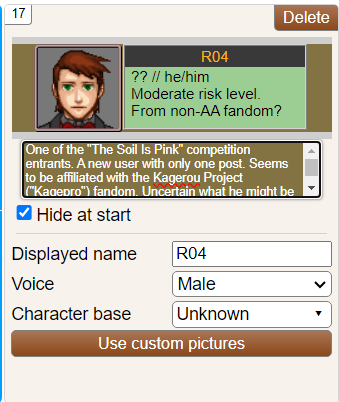 17
Delete
R04
?? // he/him
Moderate risk level.
From non-AA fandom?
One of the "The Soil Is Pink" competition
entrants. A new user with only one post. Seems
to be affiliated with the Kagerou Project
("Kagepro") fandom. Uncertain what he might be
Hide at start
Displayed name
R04
Voice
Male
Character base
Unknown
Use custom pictures